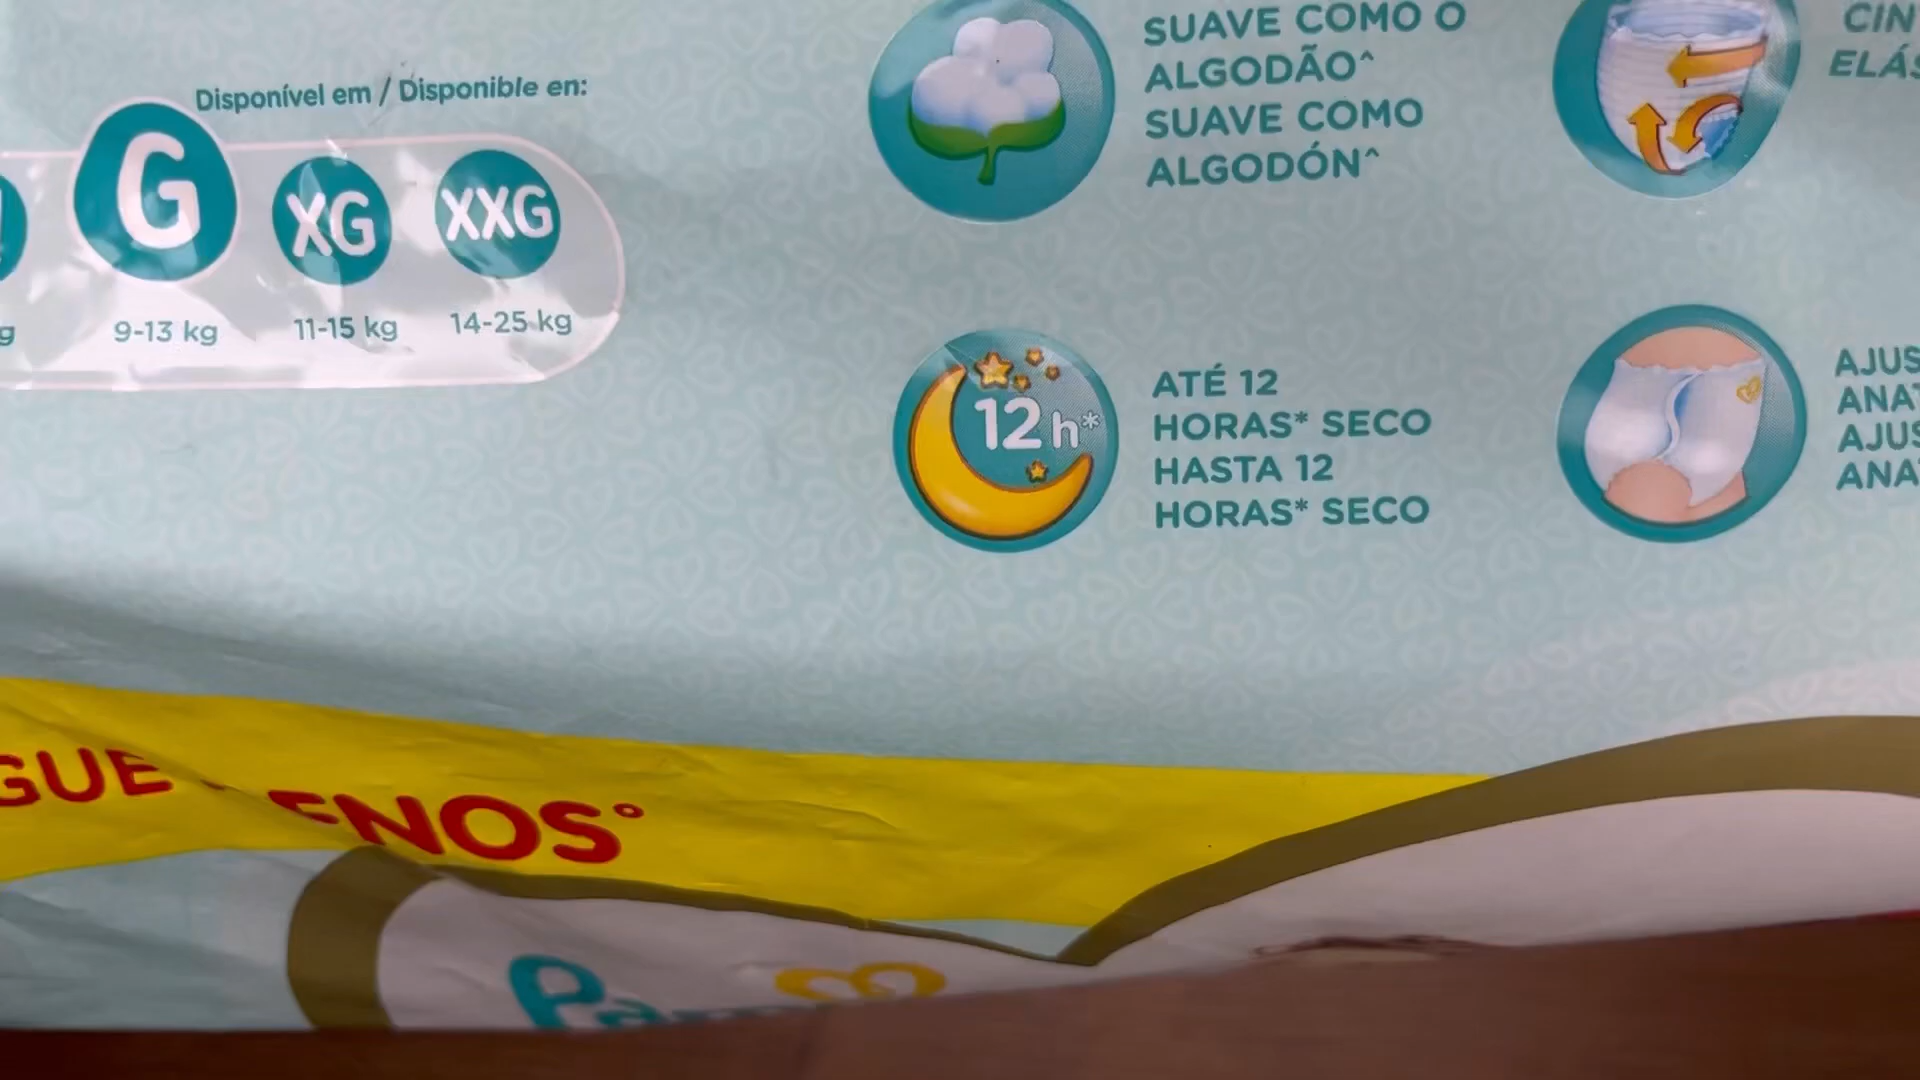 Disponível em / Disponible en:
G
XG
XXG
9-13 kg
11-15 kg
14-25 kg
SUAVE COMO O
ALGODÃO^
SUAVE COMO
ALGODÓN^
12h*
ATÉ 12
HORAS* SECO
HASTA 12
HORAS* SECO